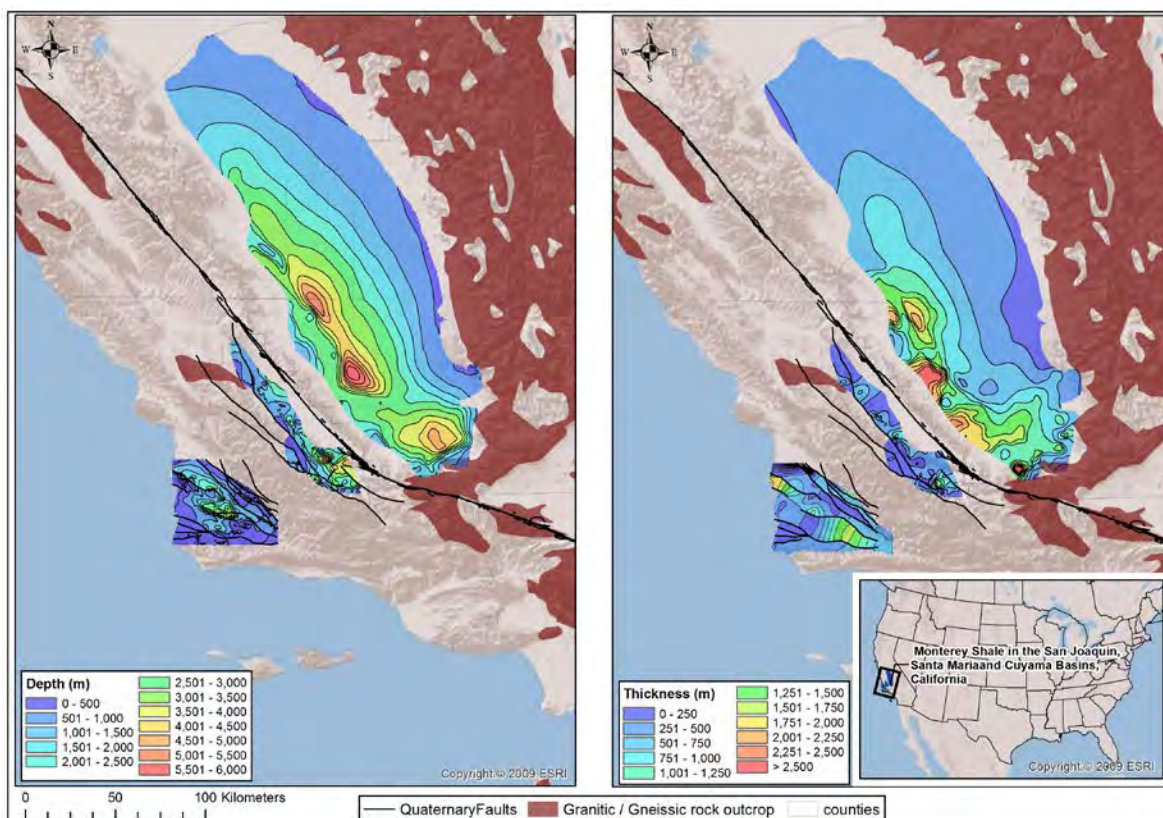 N
W E
S
N
W E
S
Depth (m)
0 - 500
501 - 1,000
1,001 - 1,500
1,501 - 2,000
2,001 - 2,500
2,501 - 3,000
3,001 - 3,500
3,501 - 4,000
4,001 - 4,500
4,501 - 5,000
5,001 - 5,500
5,501 - 6,000
Copyright © 2009 ESRI
Thickness (m)
0 - 250
251 - 500
501 - 750
751 - 1,000
1,001 - 1,250
1,251 - 1,500
1,501 - 1,750
1,751 - 2,000
2,001 - 2,250
2,251 - 2,500
> 2,500
Monterey Shale in the San Joaquin,
Santa Mariaand Cuyama Basins,
California
Copyright © 2009 ESRI
0 50 100 Kilometers
QuaternaryFaults Granitic / Gneissic rock outcrop counties